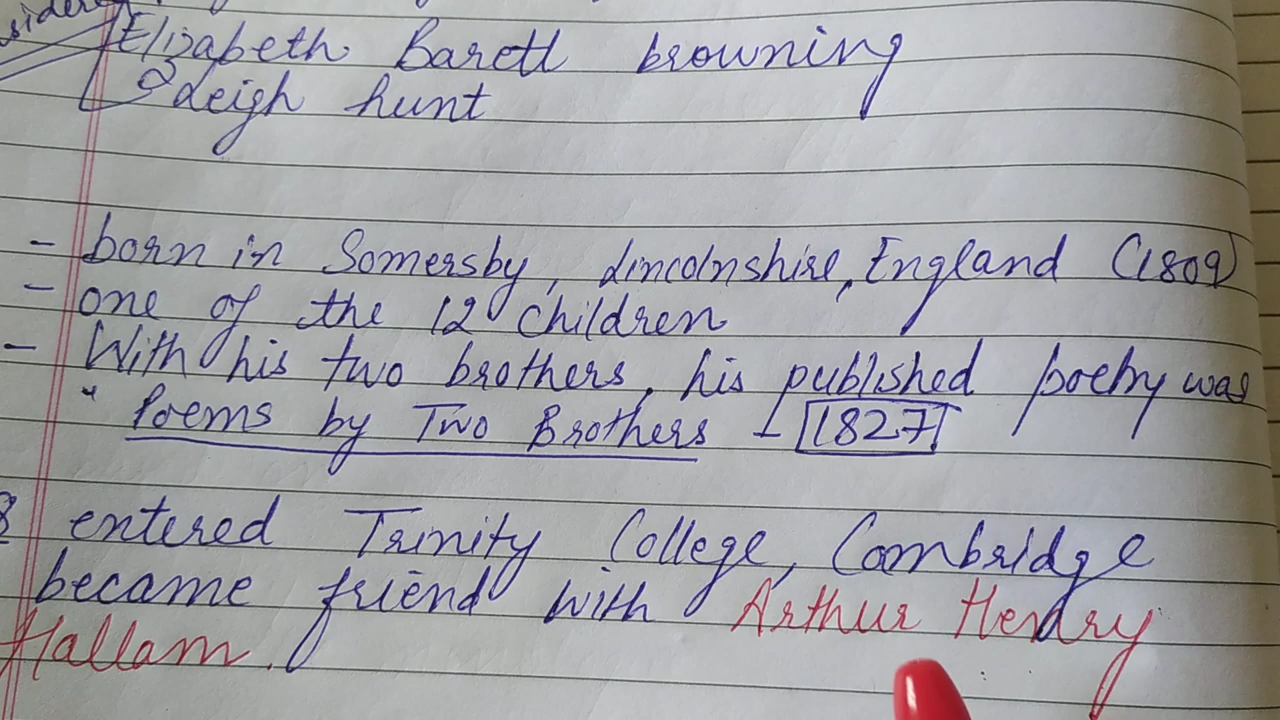 Elizabeth Barett browning
Leigh hunt
- born in Somersby, Lincolnshire, England (1809)
- one of the 12 children
- With his two brothers, his published poetry was
" Poems by Two Brothers - 1827
8 entered Trinity College, Cambridge
became friend with Arthur Hendry
Hallam.